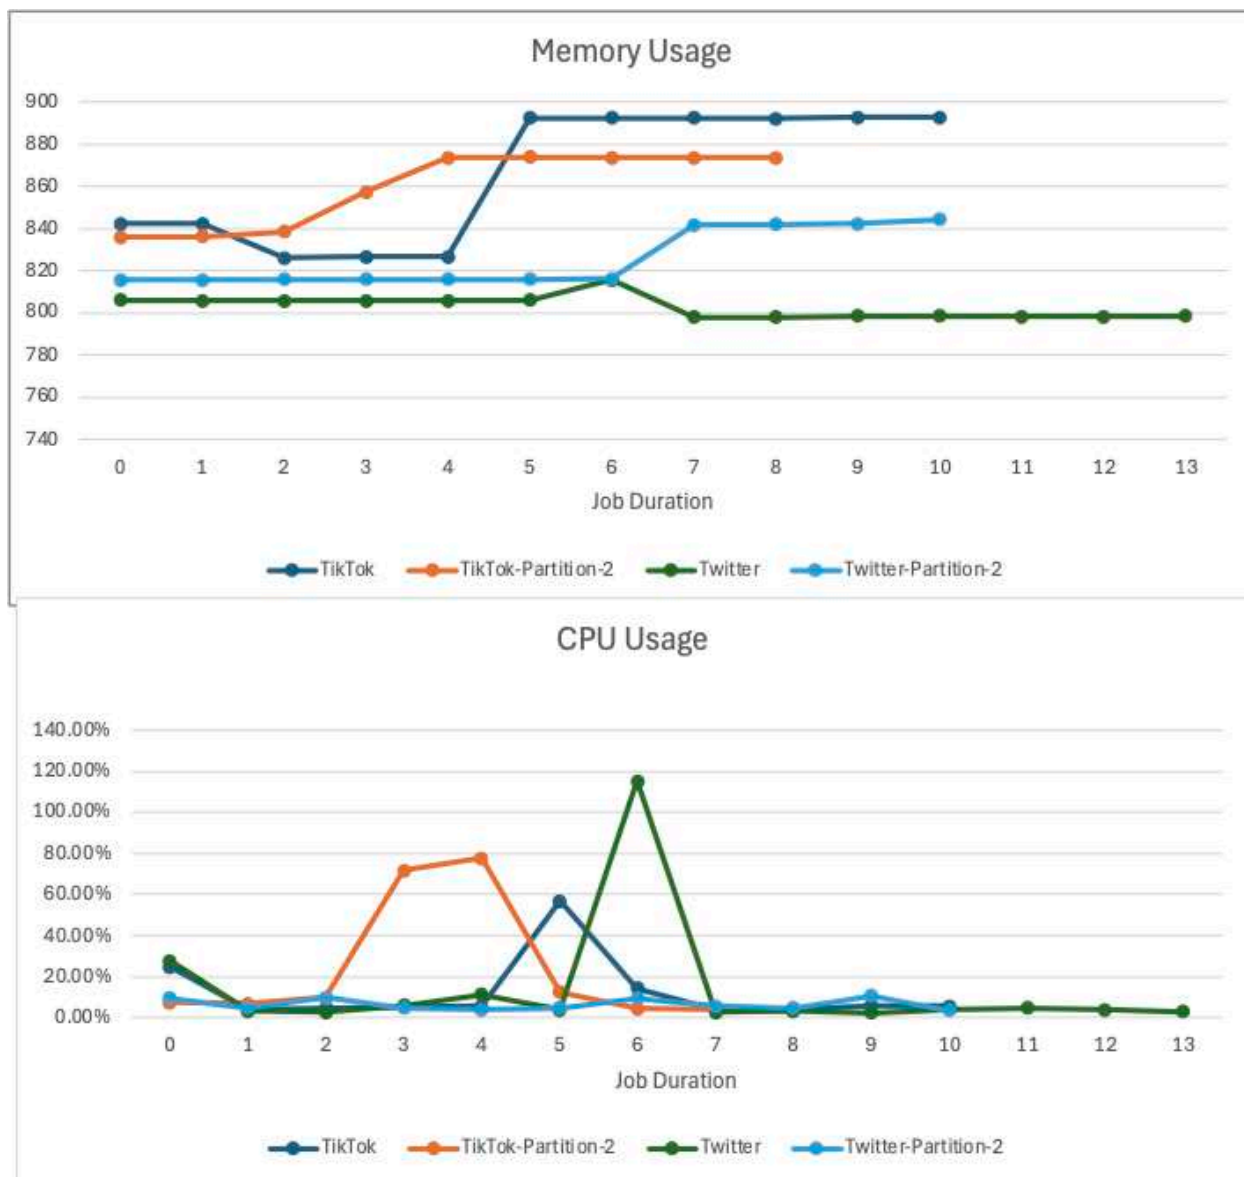 Memory Usage
900
880
860
840
820
800
780
760
740
0 1 2 3 4 5 6 7 8 9 10 11 12 13
Job Duration
TikTok TikTok-Partition-2 Twitter Twitter-Partition-2
CPU Usage
140.00%
120.00%
100.00%
80.00%
60.00%
40.00%
20.00%
0.00%
0 1 2 3 4 5 6 7 8 9 10 11 12 13
Job Duration
TikTok TikTok-Partition-2 Twitter Twitter-Partition-2